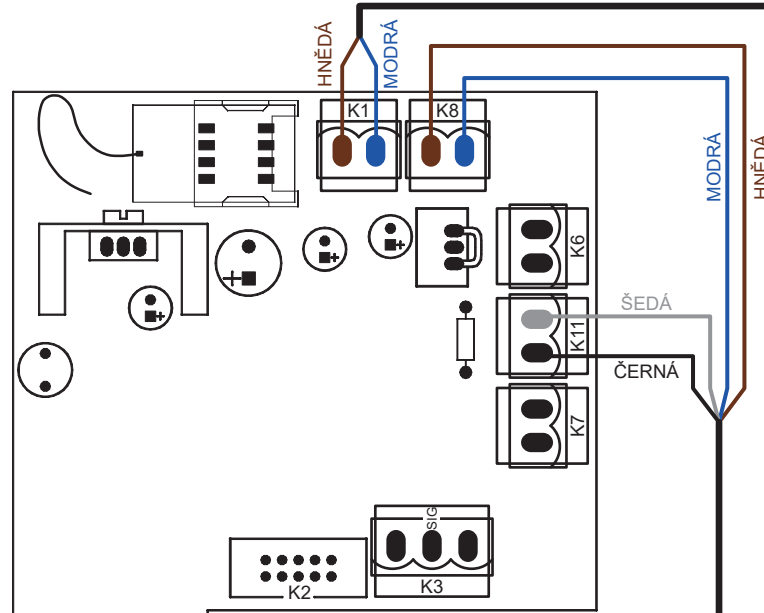 HNĚDÁ
MODRÁ
K1
K8
MODRÁ
HNĚDÁ
K6
ŠEDÁ
K11
ČERNÁ
K7
SIG
K2
K3